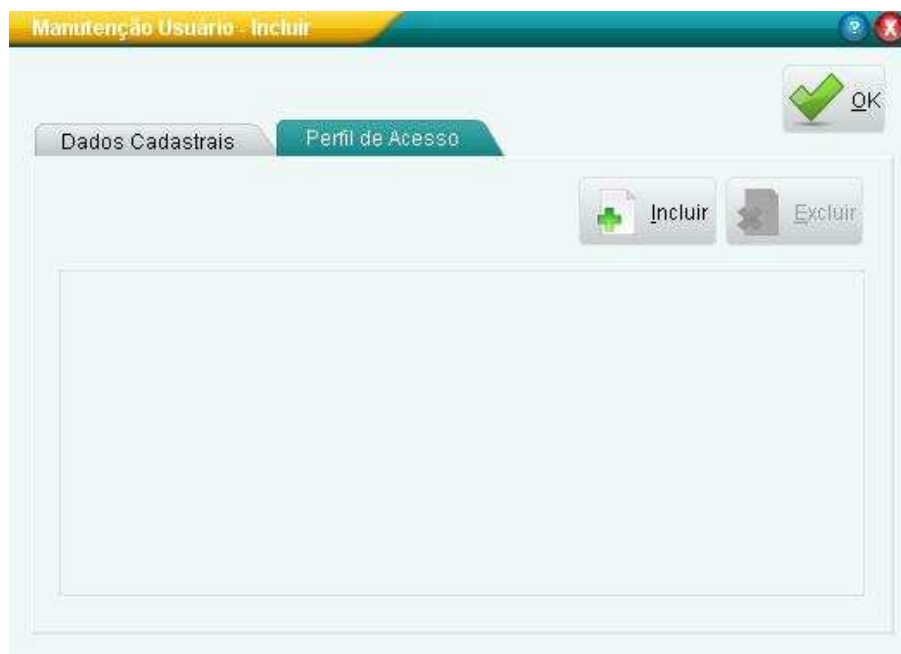 Manutenção Usuário - Incluir
OK
Dados Cadastrais
Perfil de Acesso
Incluir
Excluir